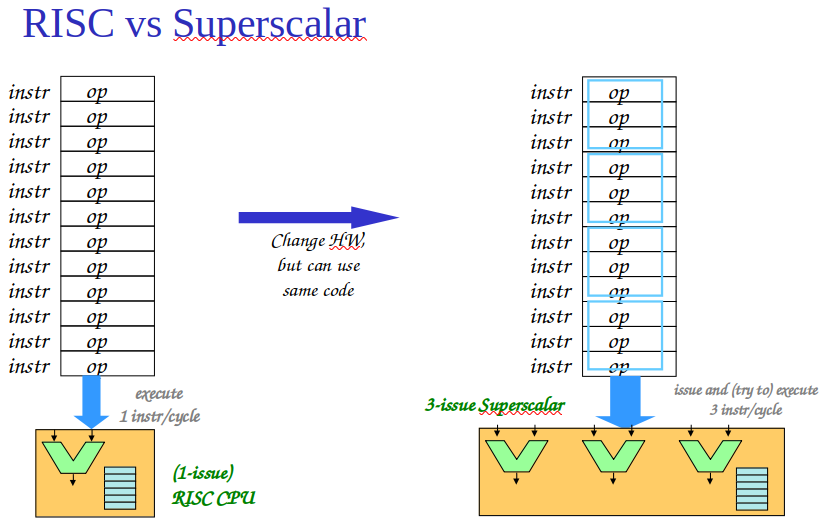 RISC vs Superscalar
instr op
instr op
instr op
instr op
instr op
instr op
instr op
instr op
instr op
instr op
instr op
instr op
execute
1 instr/cycle
(1-issue)
RISC CPU
Change HW,
but can use
same code
instr op
instr op
instr op
instr op
instr op
instr op
instr op
instr op
instr op
instr op
instr op
instr op
3-issue Superscalar
issue and (try to) execute
3 instr/cycle